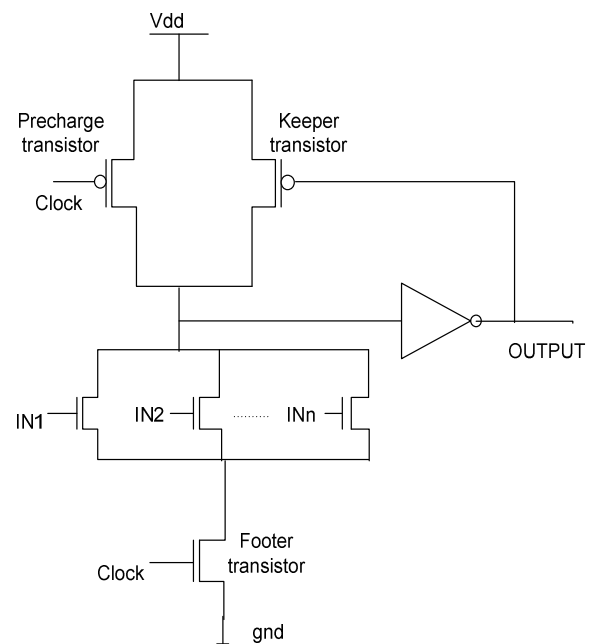 Vdd
Precharge
transistor
Keeper
transistor
Clock
OUTPUT
IN1
IN2
..........
INn
Footer
transistor
Clock
gnd